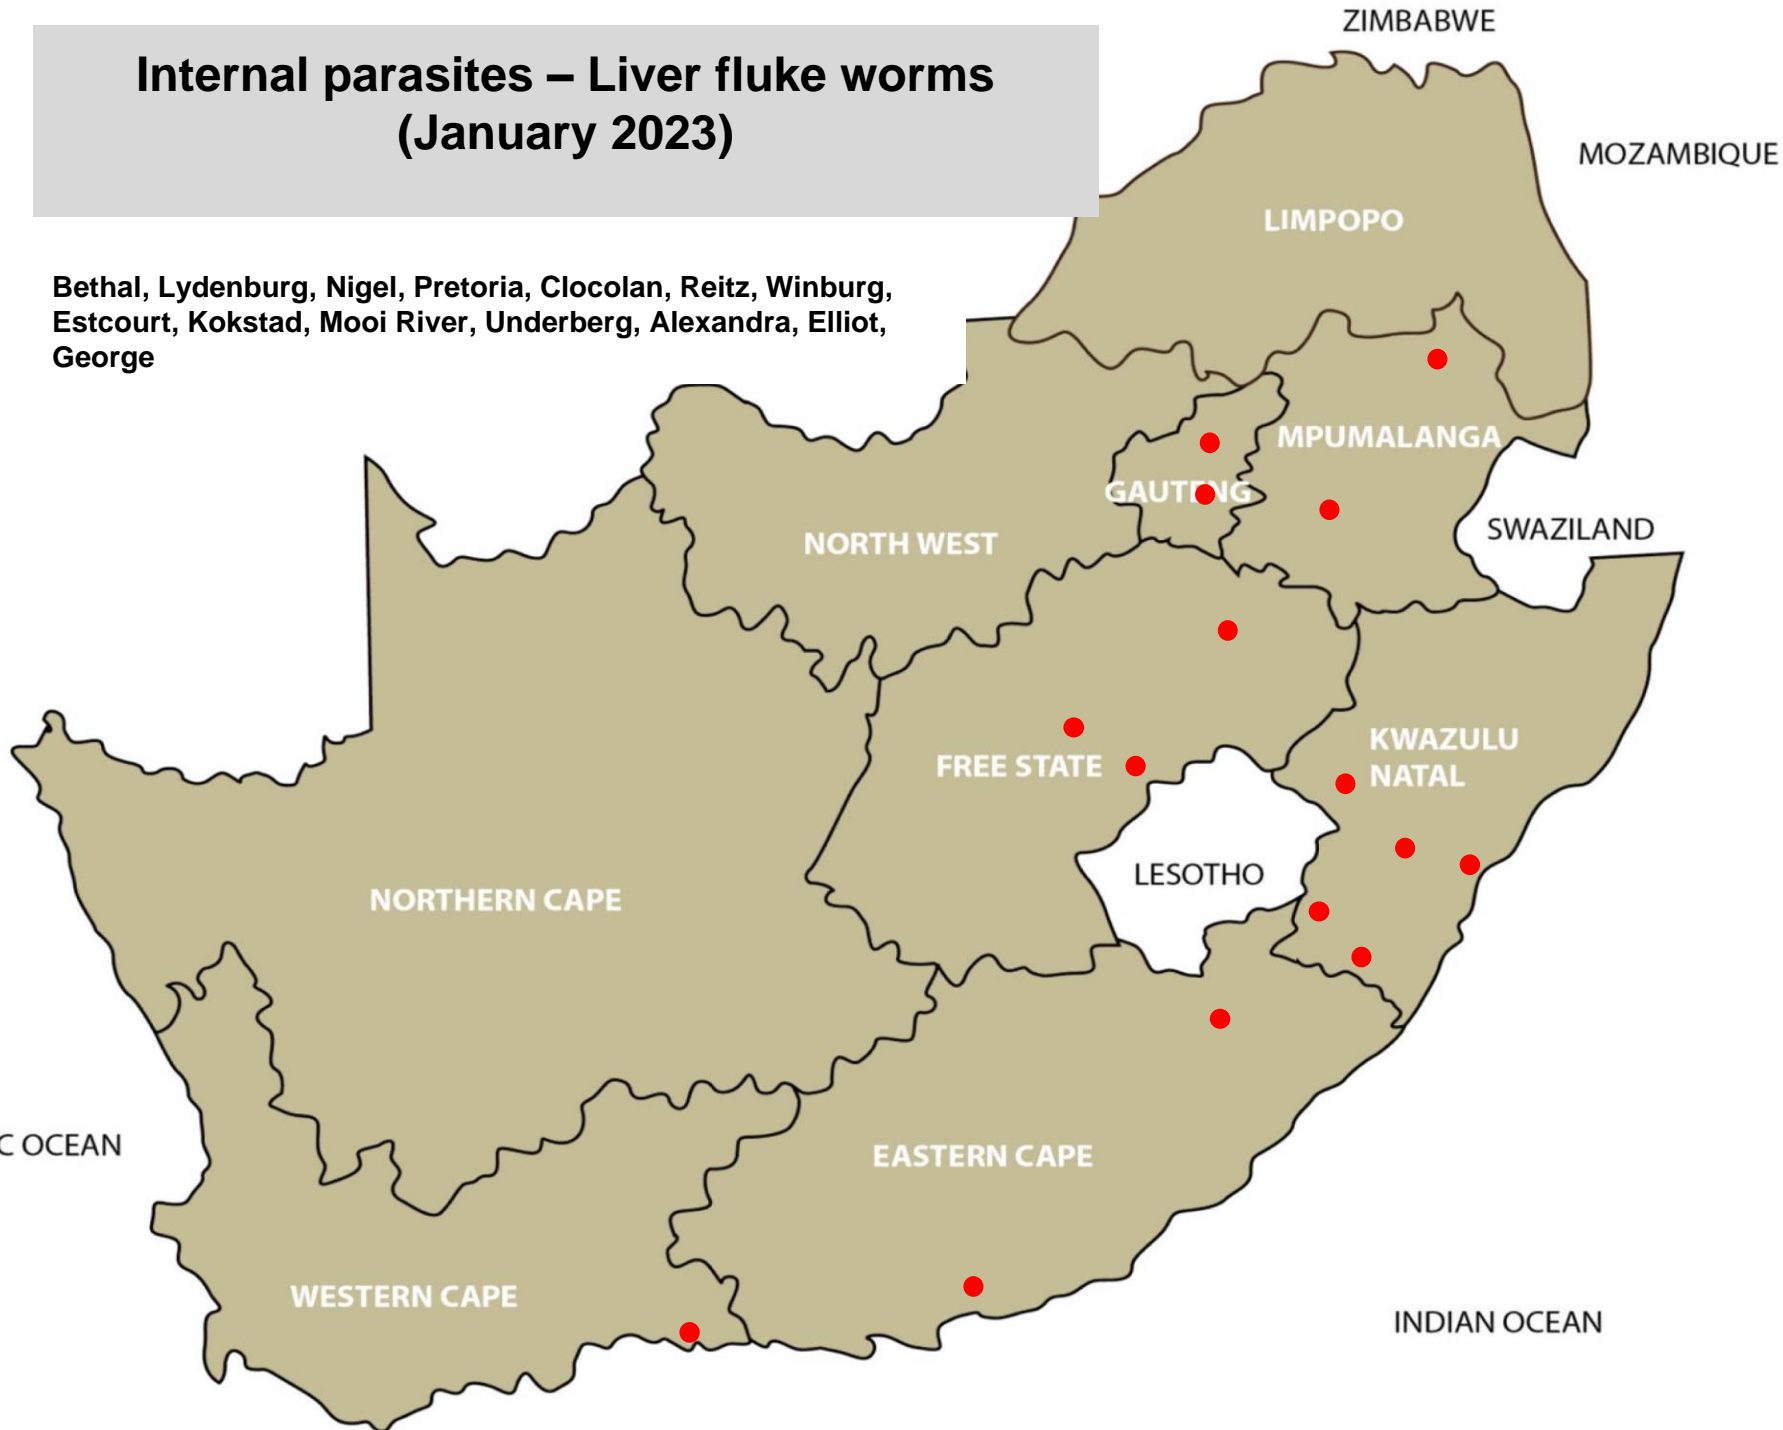 Internal parasites – Liver fluke worms
(January 2023)
Bethal, Lydenburg, Nigel, Pretoria, Clocolan, Reitz, Winburg,
Estcourt, Kokstad, Mooi River, Underberg, Alexandra, Elliot,
George
ZIMBABWE
MOZAMBIQUE
LIMPOPO
MPUMALANGA
GAUTENG
SWAZILAND
NORTH WEST
KWAZULU
NATAL
FREE STATE
LESOTHO
NORTHERN CAPE
C OCEAN
EASTERN CAPE
WESTERN CAPE
INDIAN OCEAN